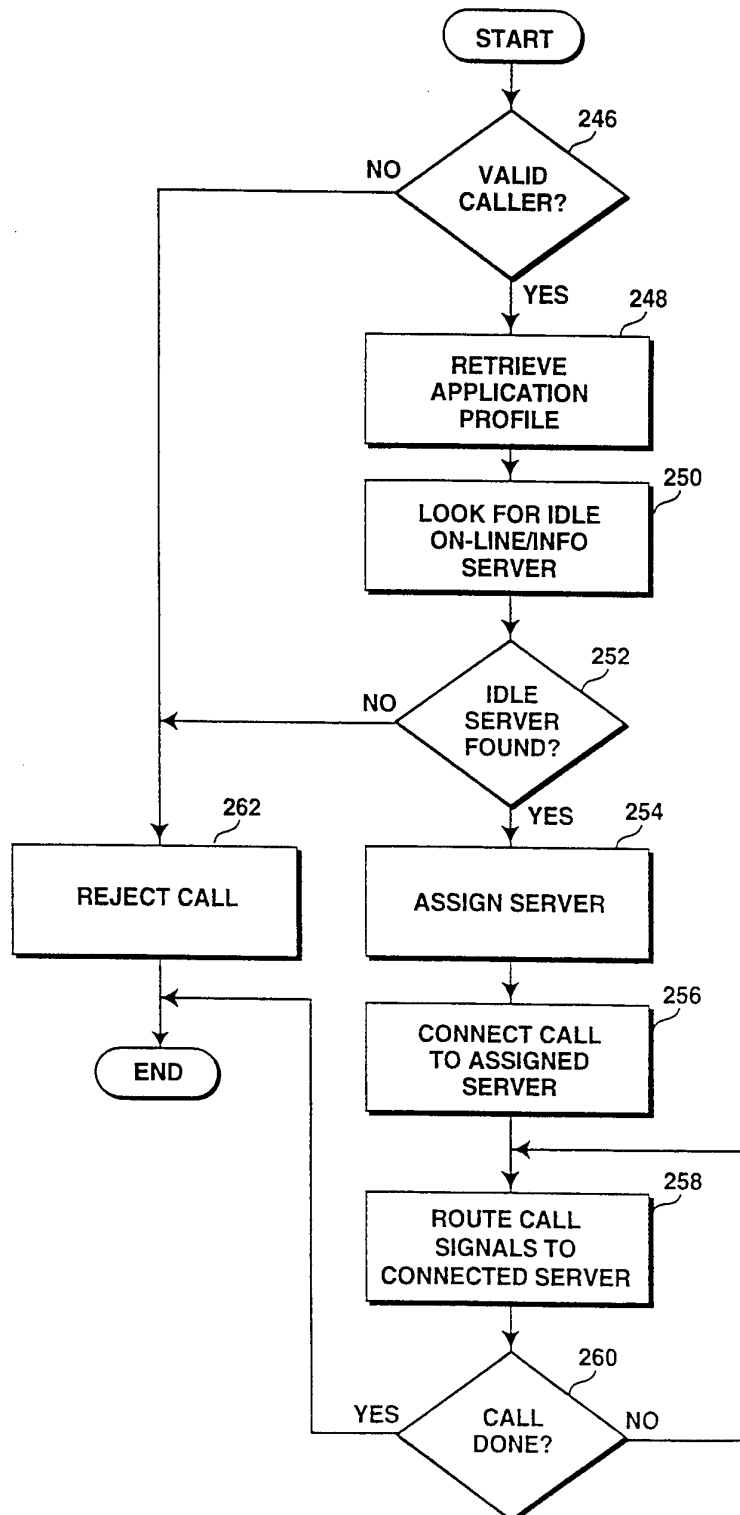 START
246
NO
VALID
CALLER?
YES
248
RETRIEVE
APPLICATION
PROFILE
250
LOOK FOR IDLE
ON-LINE/INFO
SERVER
252
NO
IDLE
SERVER
FOUND?
YES
262
254
REJECT CALL
ASSIGN SERVER
256
CONNECT CALL
TO ASSIGNED
SERVER
END
258
ROUTE CALL
SIGNALS TO
CONNECTED SERVER
260
YES
CALL
DONE?
NO